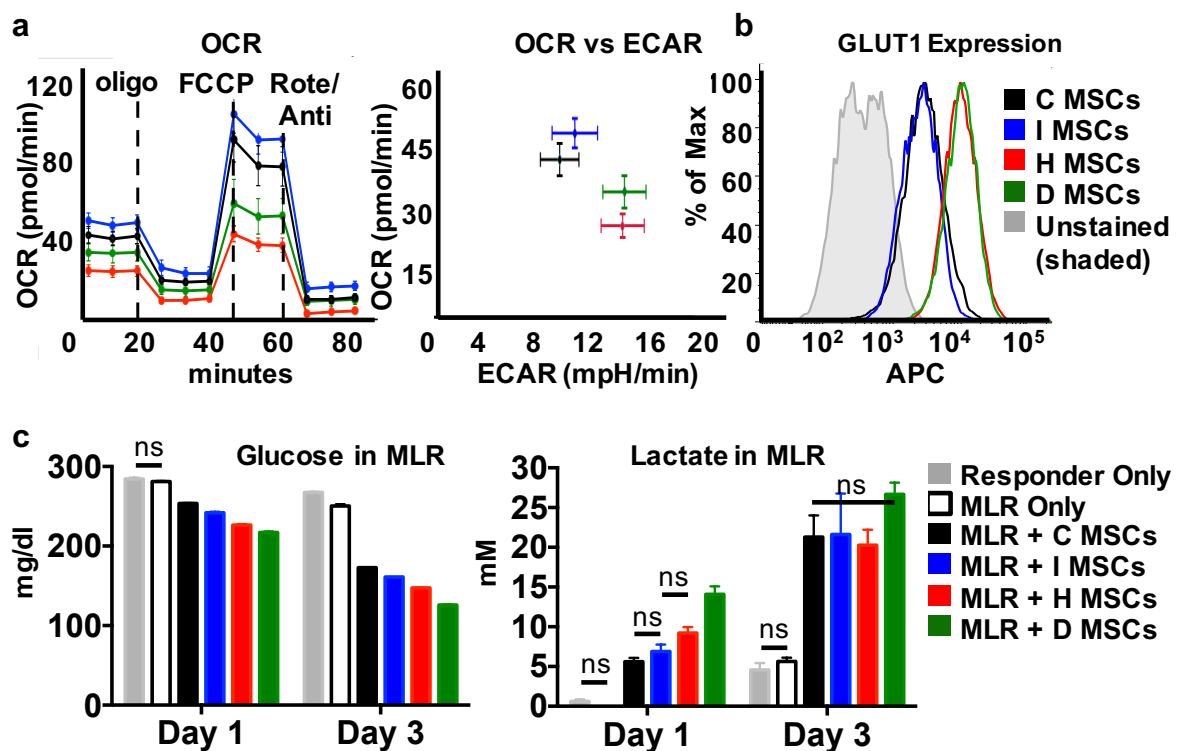 a
OCR
oligo
FCCP
Rote/
Anti
OCR (pmol/min)
120
80
40
0 20 40 60 80
minutes
OCR vs ECAR
OCR (pmol/min)
60
45
30
15
0 4 8 12 16 20
ECAR (mpH/min)
b
GLUT1 Expression
% of Max
100
80
60
40
20
0 10² 10³ 10⁴ 10⁵
APC
C MSCs
I MSCs
H MSCs
D MSCs
Unstained
(shaded)
c
Glucose in MLR
ns
mg/dl
300
200
100
0
Day 1 Day 3
Lactate in MLR
mM
30
25
20
15
10
5
0
ns
ns
ns
ns
ns
Day 1 Day 3
Responder Only
MLR Only
MLR + C MSCs
MLR + I MSCs
MLR + H MSCs
MLR + D MSCs